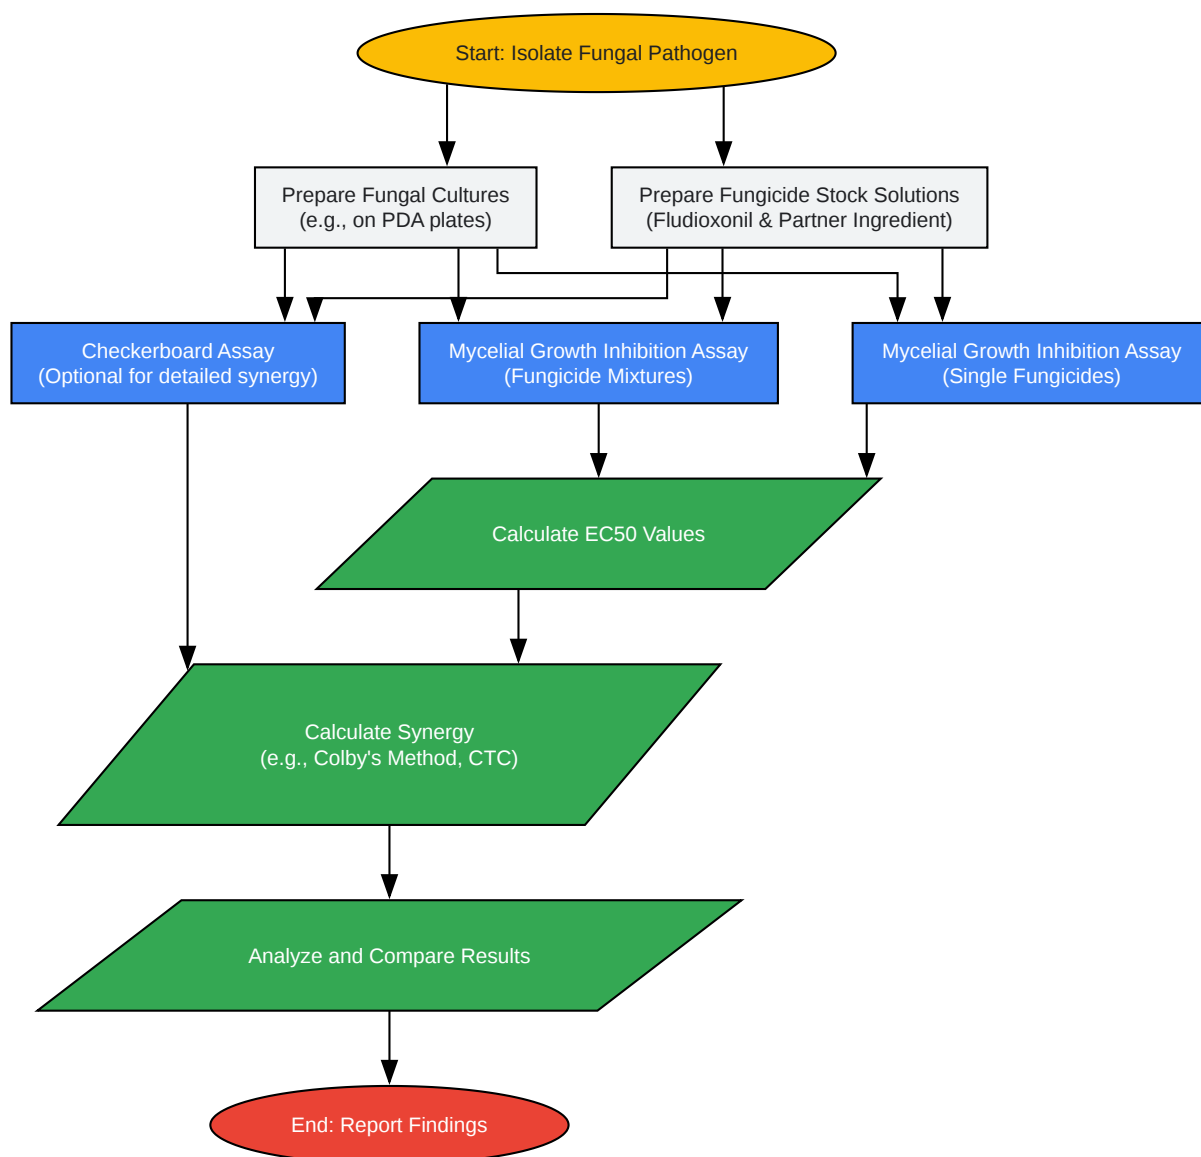 Start: Isolate Fungal Pathogen
Prepare Fungal Cultures
(e.g., on PDA plates)
Prepare Fungicide Stock Solutions
(Fludioxonil & Partner Ingredient)
Checkerboard Assay
(Optional for detailed synergy)
Mycelial Growth Inhibition Assay
(Fungicide Mixtures)
Mycelial Growth Inhibition Assay
(Single Fungicides)
Calculate EC50 Values
Calculate Synergy
(e.g., Colby's Method, CTC)
Analyze and Compare Results
End: Report Findings